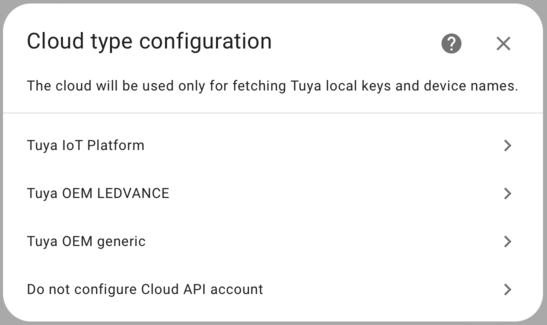 Cloud type configuration
The cloud will be used only for fetching Tuya local keys and device names.
Tuya IoT Platform
Tuya OEM LEDVANCE
Tuya OEM generic
Do not configure Cloud API account